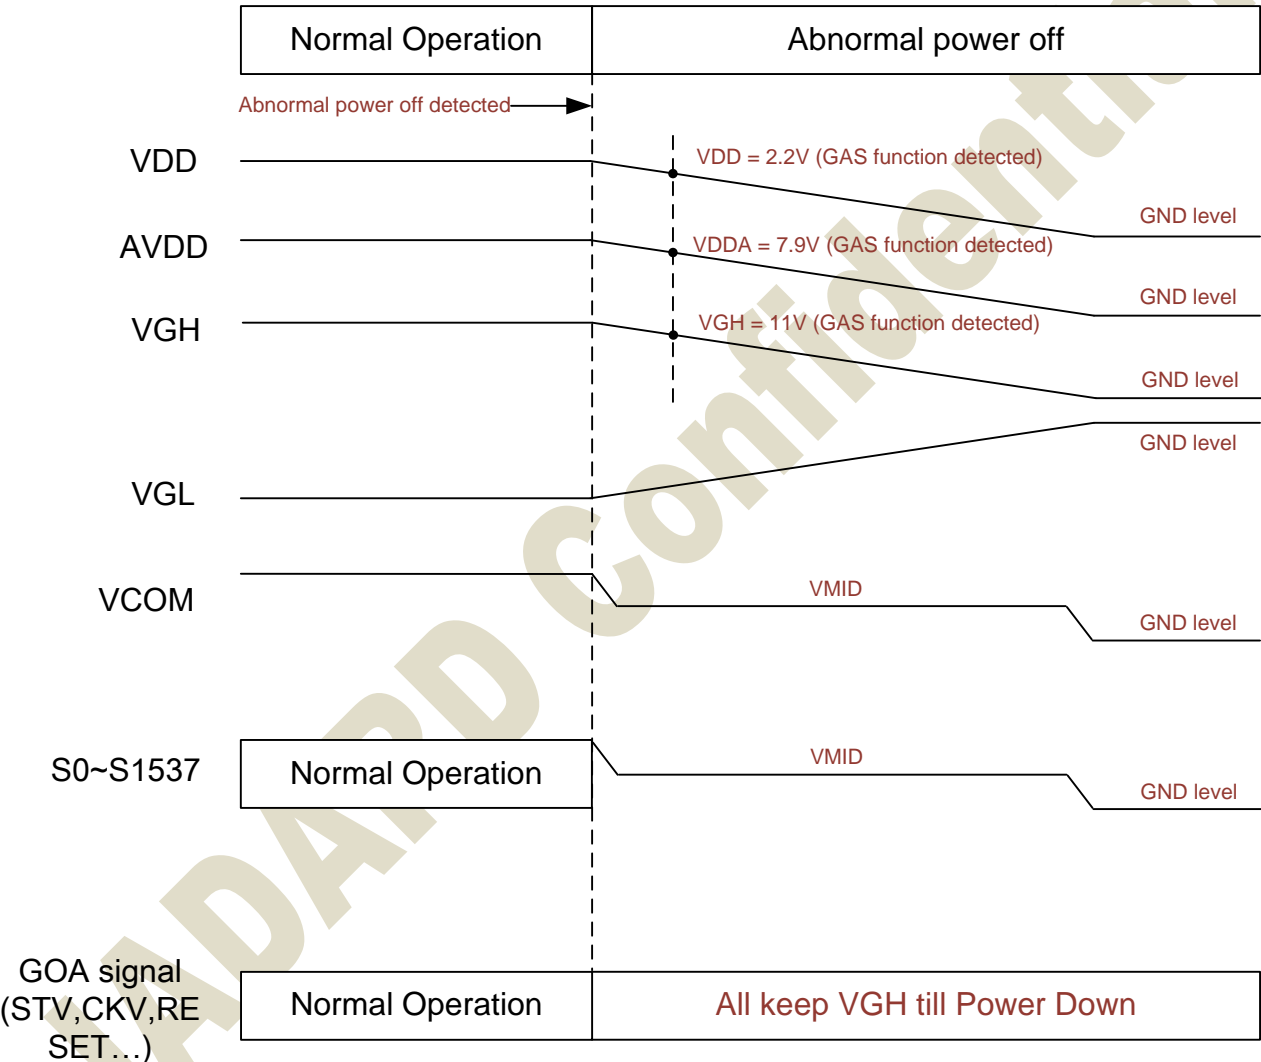 Normal Operation
Abnormal power off
Abnormal power off detected
VDD
VDD = 2.2V (GAS function detected)
GND level
AVDD
VDDA = 7.9V (GAS function detected)
GND level
VGH
VGH = 11V (GAS function detected)
GND level
GND level
VGL
VCOM
VMID
GND level
S0~S1537
Normal Operation
VMID
GND level
GOA signal
(STV,CKV,RE
SET…)
Normal Operation
All keep VGH till Power Down
JADARD Confidential